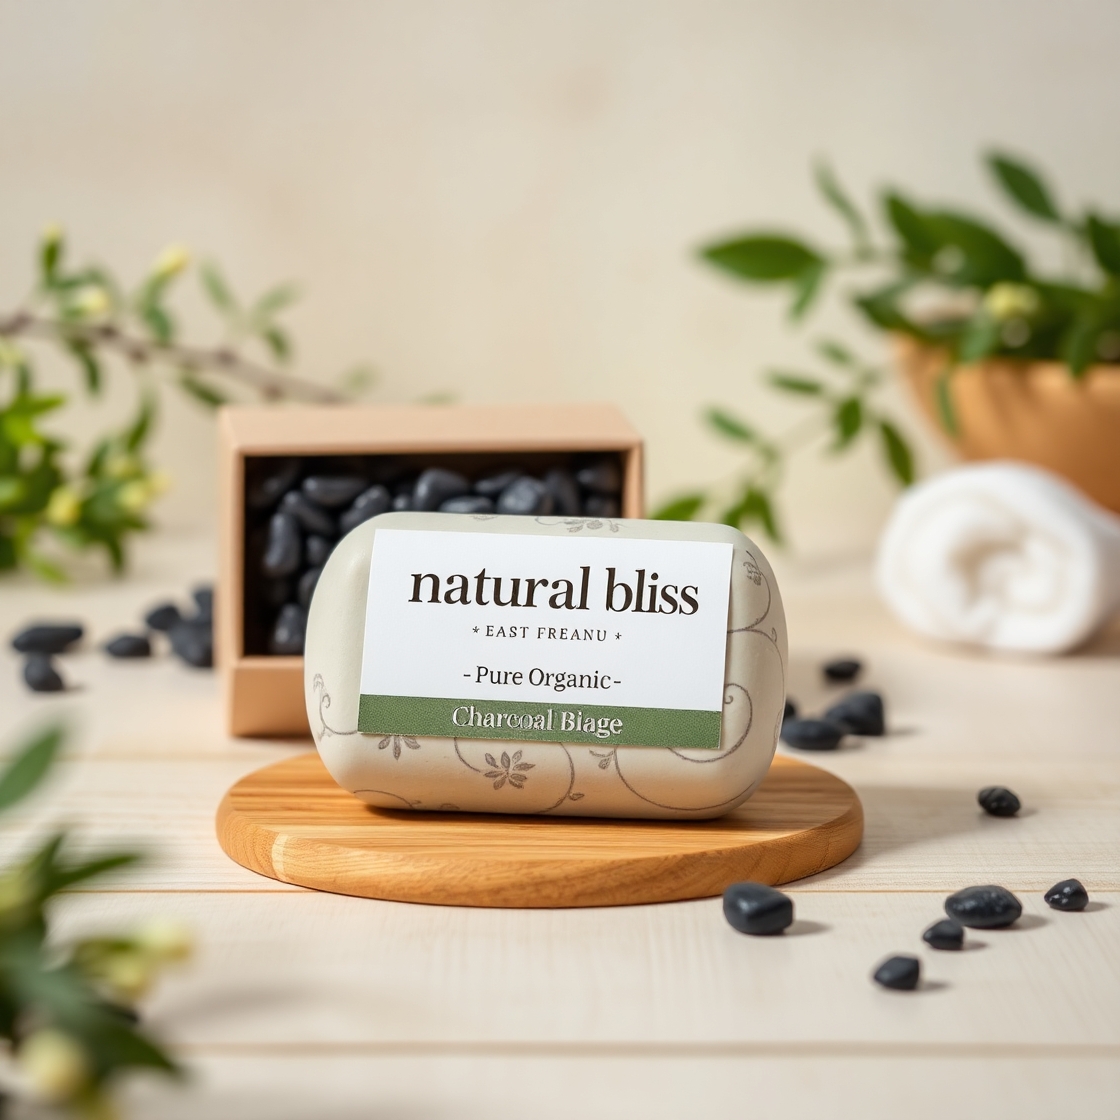 natural bliss
* EAST FREANU *
- Pure Organic -
Charcoal Biage